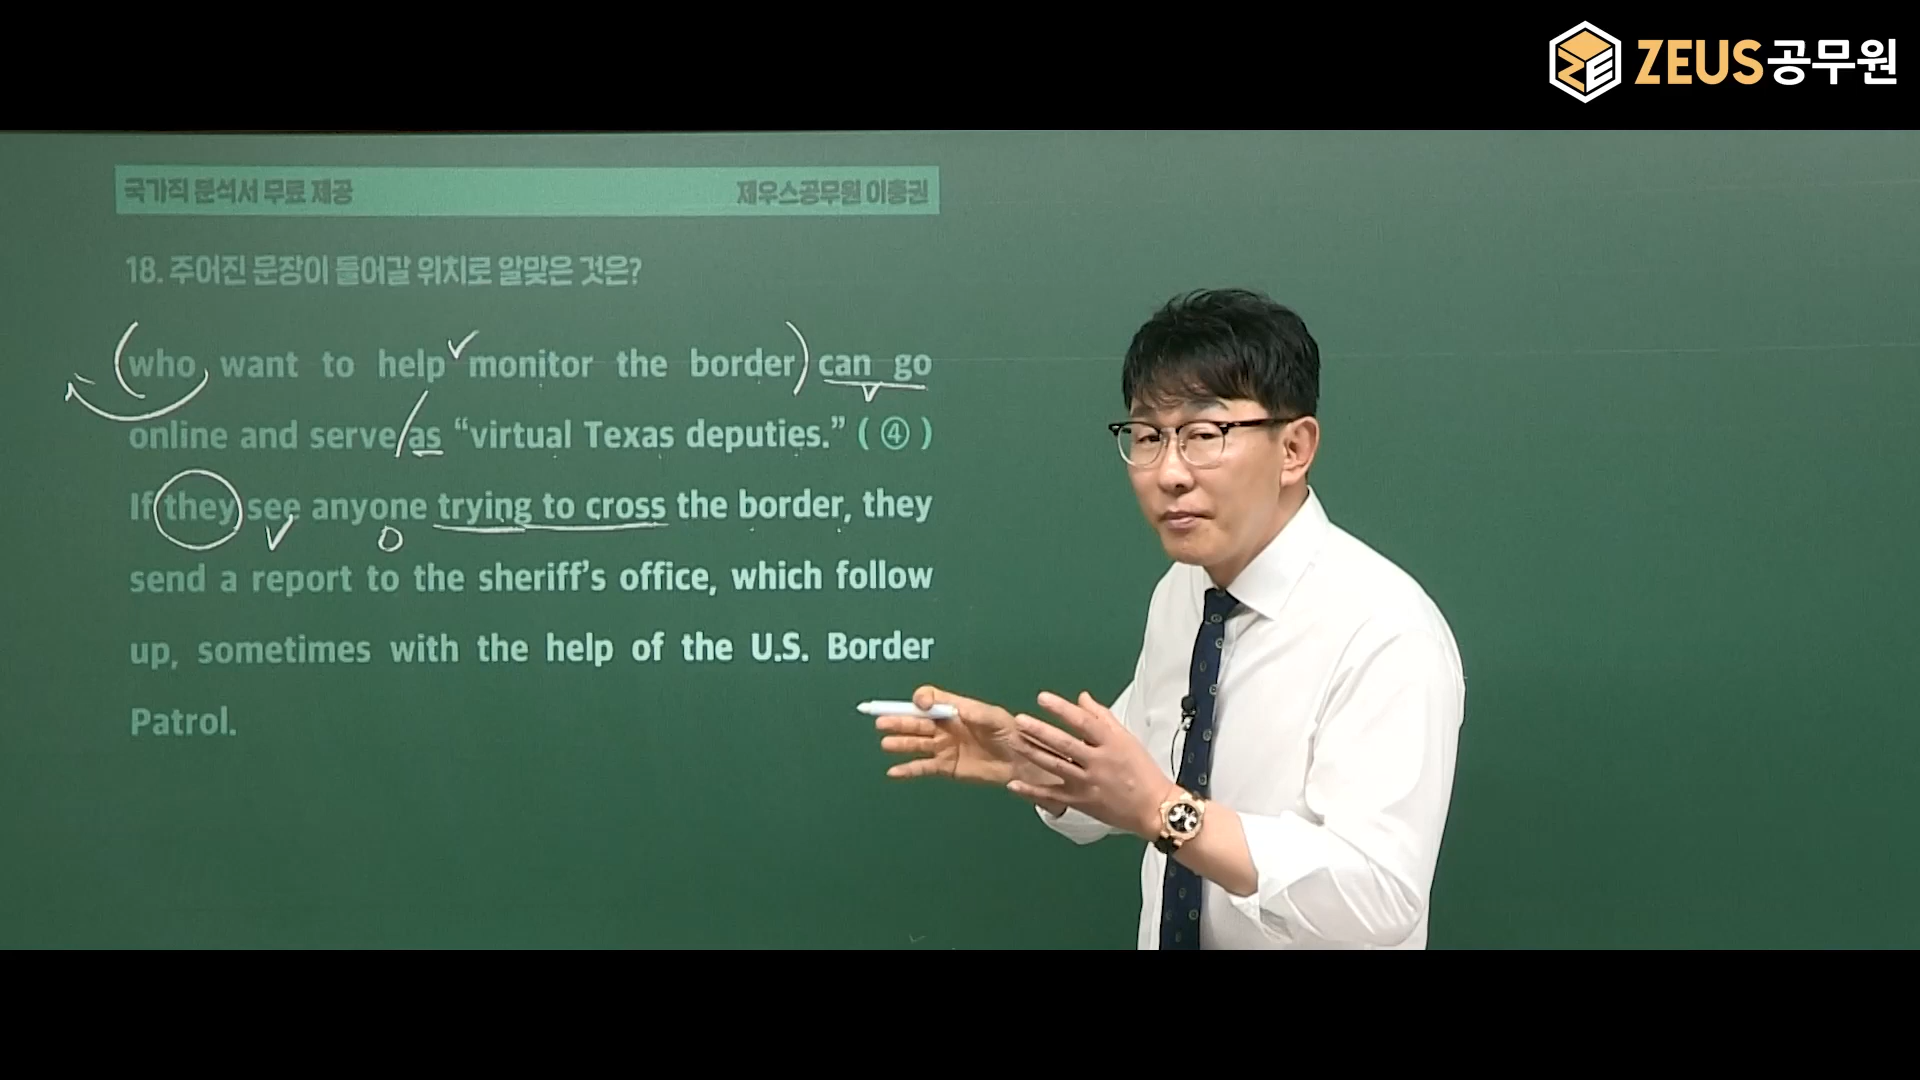 ZEUS공무원
국가직 분석서 무료 제공 제우스공무원 이홍권
18. 주어진 문장이 들어갈 위치로 알맞은 것은?
who want to help monitor the border can go
online and serve as “virtual Texas deputies.” ( ④ )
If they see anyone trying to cross the border, they
send a report to the sheriff’s office, which follow
up, sometimes with the help of the U.S. Border
Patrol.